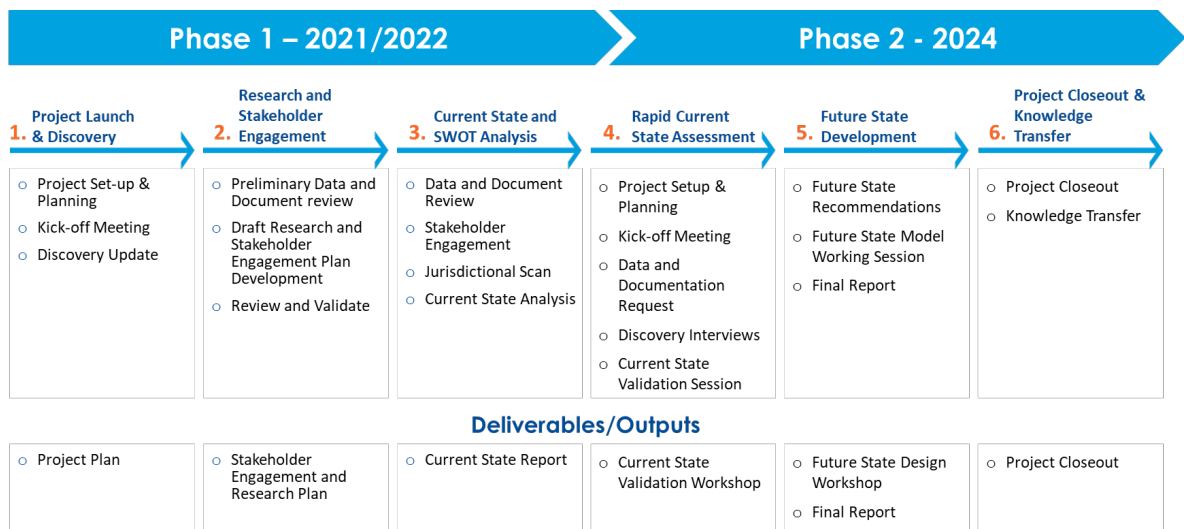 Phase 1 – 2021/2022
Phase 2 - 2024
1. Project Launch
& Discovery
2. Research and
Stakeholder
Engagement
3. Current State and
SWOT Analysis
4. Rapid Current
State Assessment
5. Future State
Development
6. Project Closeout &
Knowledge
Transfer
o Project Set-up &
Planning
o Kick-off Meeting
o Discovery Update
o Preliminary Data and
Document review
o Draft Research and
Stakeholder
Engagement Plan
Development
o Review and Validate
o Data and Document
Review
o Stakeholder
Engagement
o Jurisdictional Scan
o Current State Analysis
o Project Setup &
Planning
o Kick-off Meeting
o Data and
Documentation
Request
o Discovery Interviews
o Current State
Validation Session
o Future State
Recommendations
o Future State Model
Working Session
o Final Report
o Project Closeout
o Knowledge Transfer
Deliverables/Outputs
o Project Plan
o Stakeholder
Engagement and
Research Plan
o Current State Report
o Current State
Validation Workshop
o Future State Design
Workshop
o Final Report
o Project Closeout